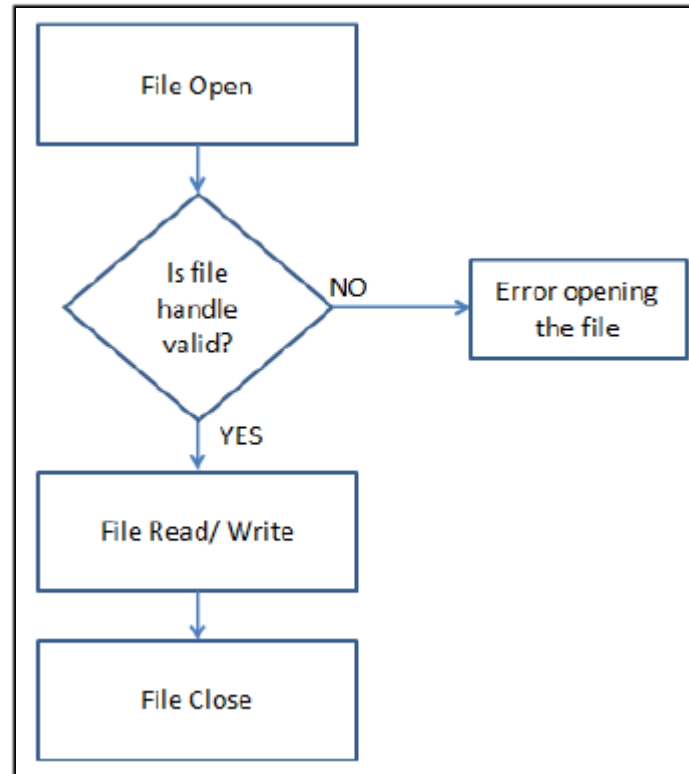 File Open
Is file
handle
valid?
NO
Error opening
the file
YES
File Read/ Write
File Close